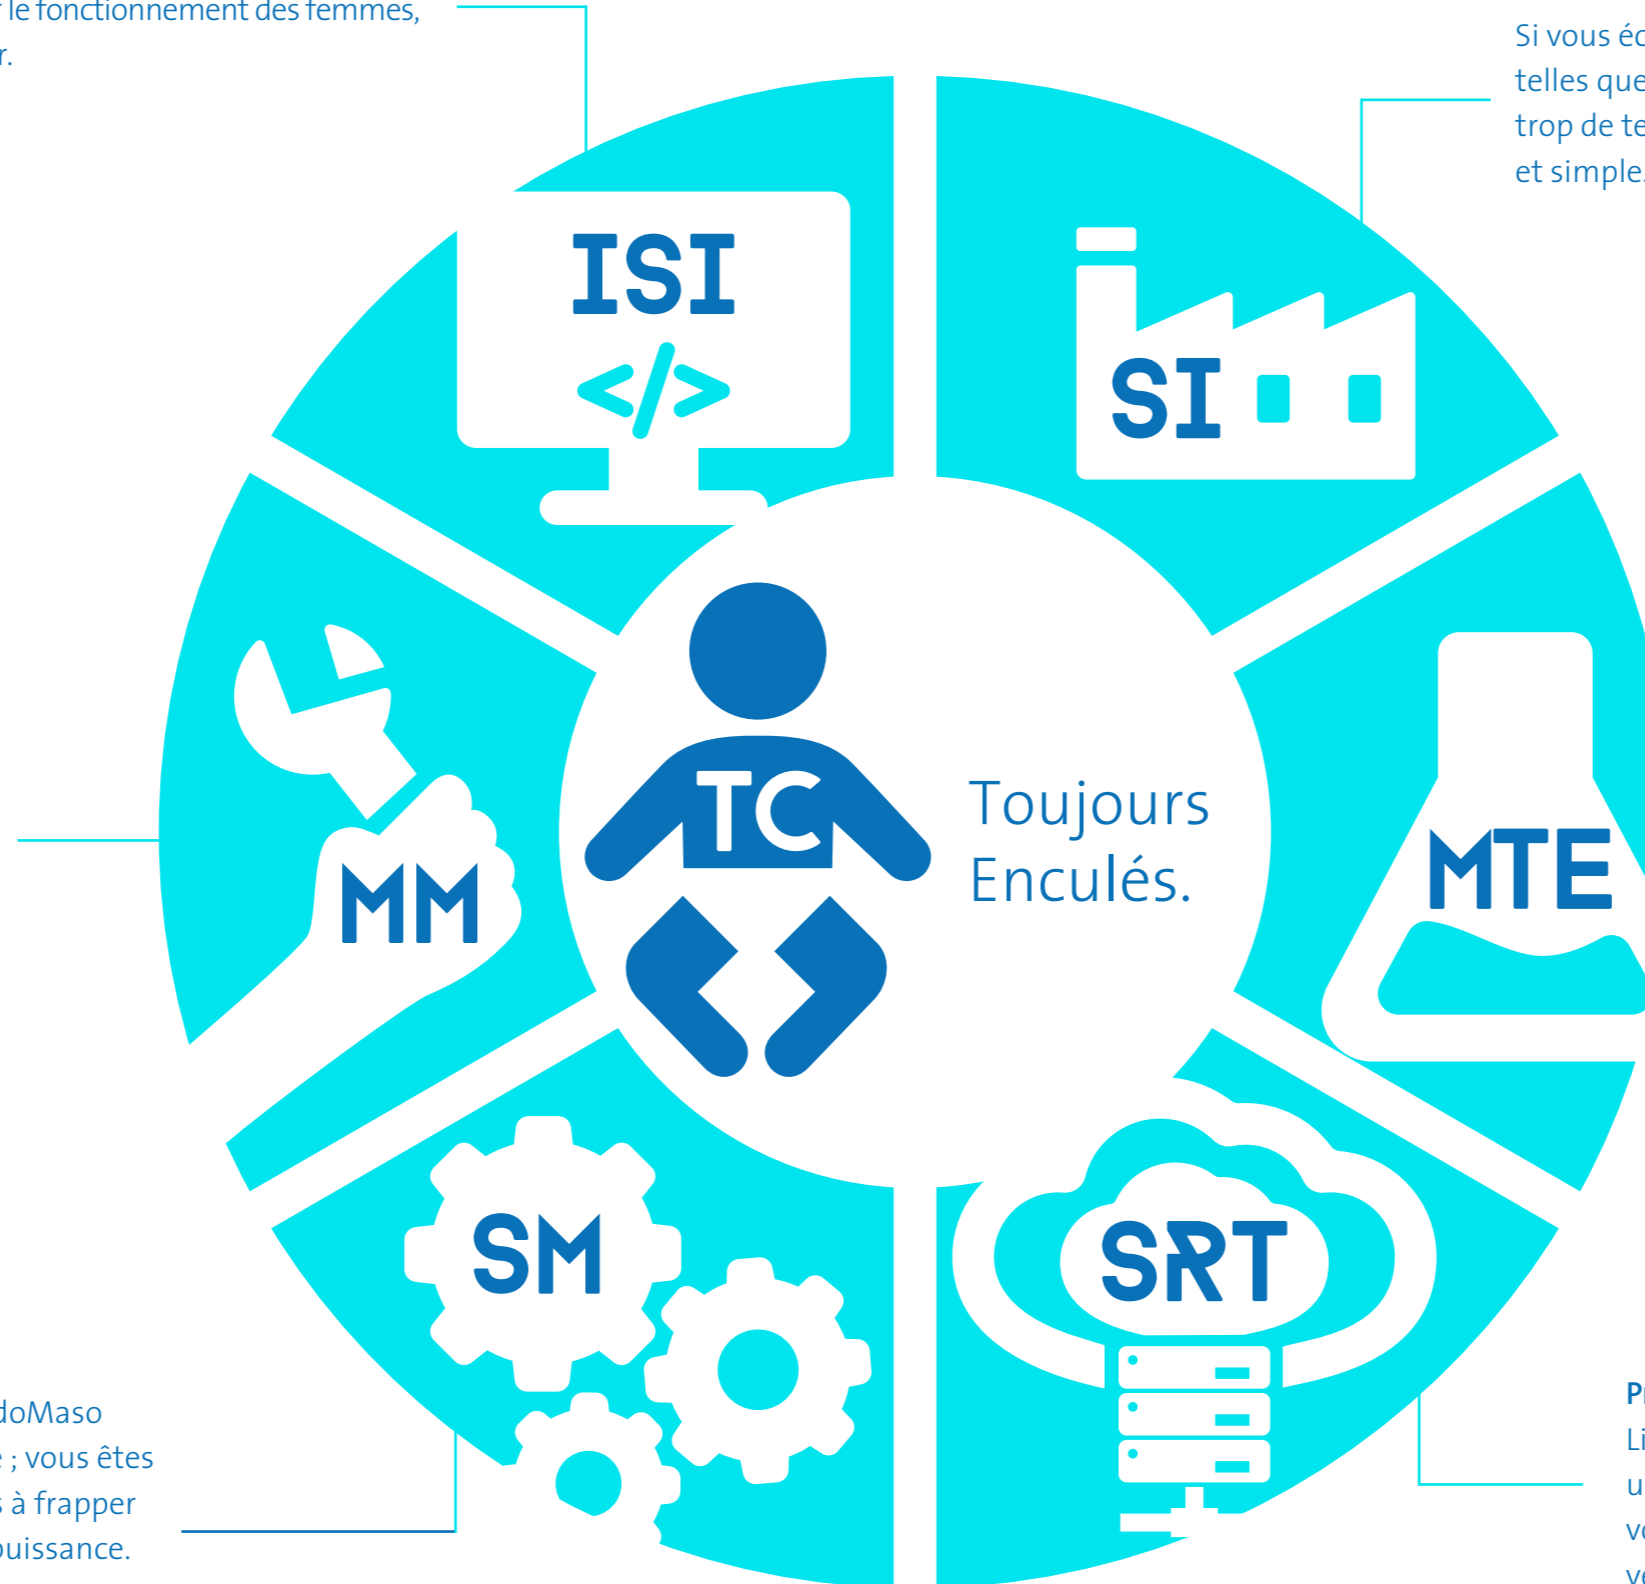 le fonctionnement des femmes,
r.
Si vous éc
telles que
trop de te
et simple.
ISI
</>
SI
TC
Toujours
Enculés.
MM
MTE
SM
SRT
doMaso
; vous êtes
s à frapper
puissance.
Pr
Li
u
vo
ve